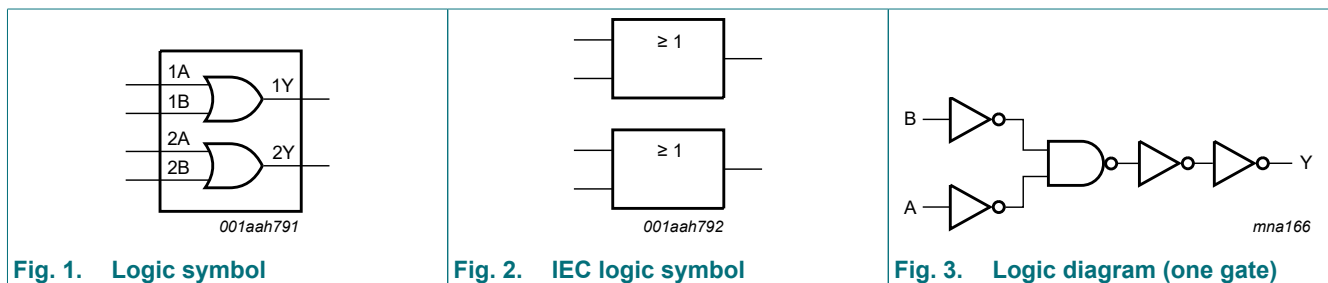 1A
1B
1Y
2A
2B
2Y
001aah791
Fig. 1. Logic symbol
≥ 1
≥ 1
001aah792
Fig. 2. IEC logic symbol
B
A
Y
mna166
Fig. 3. Logic diagram (one gate)